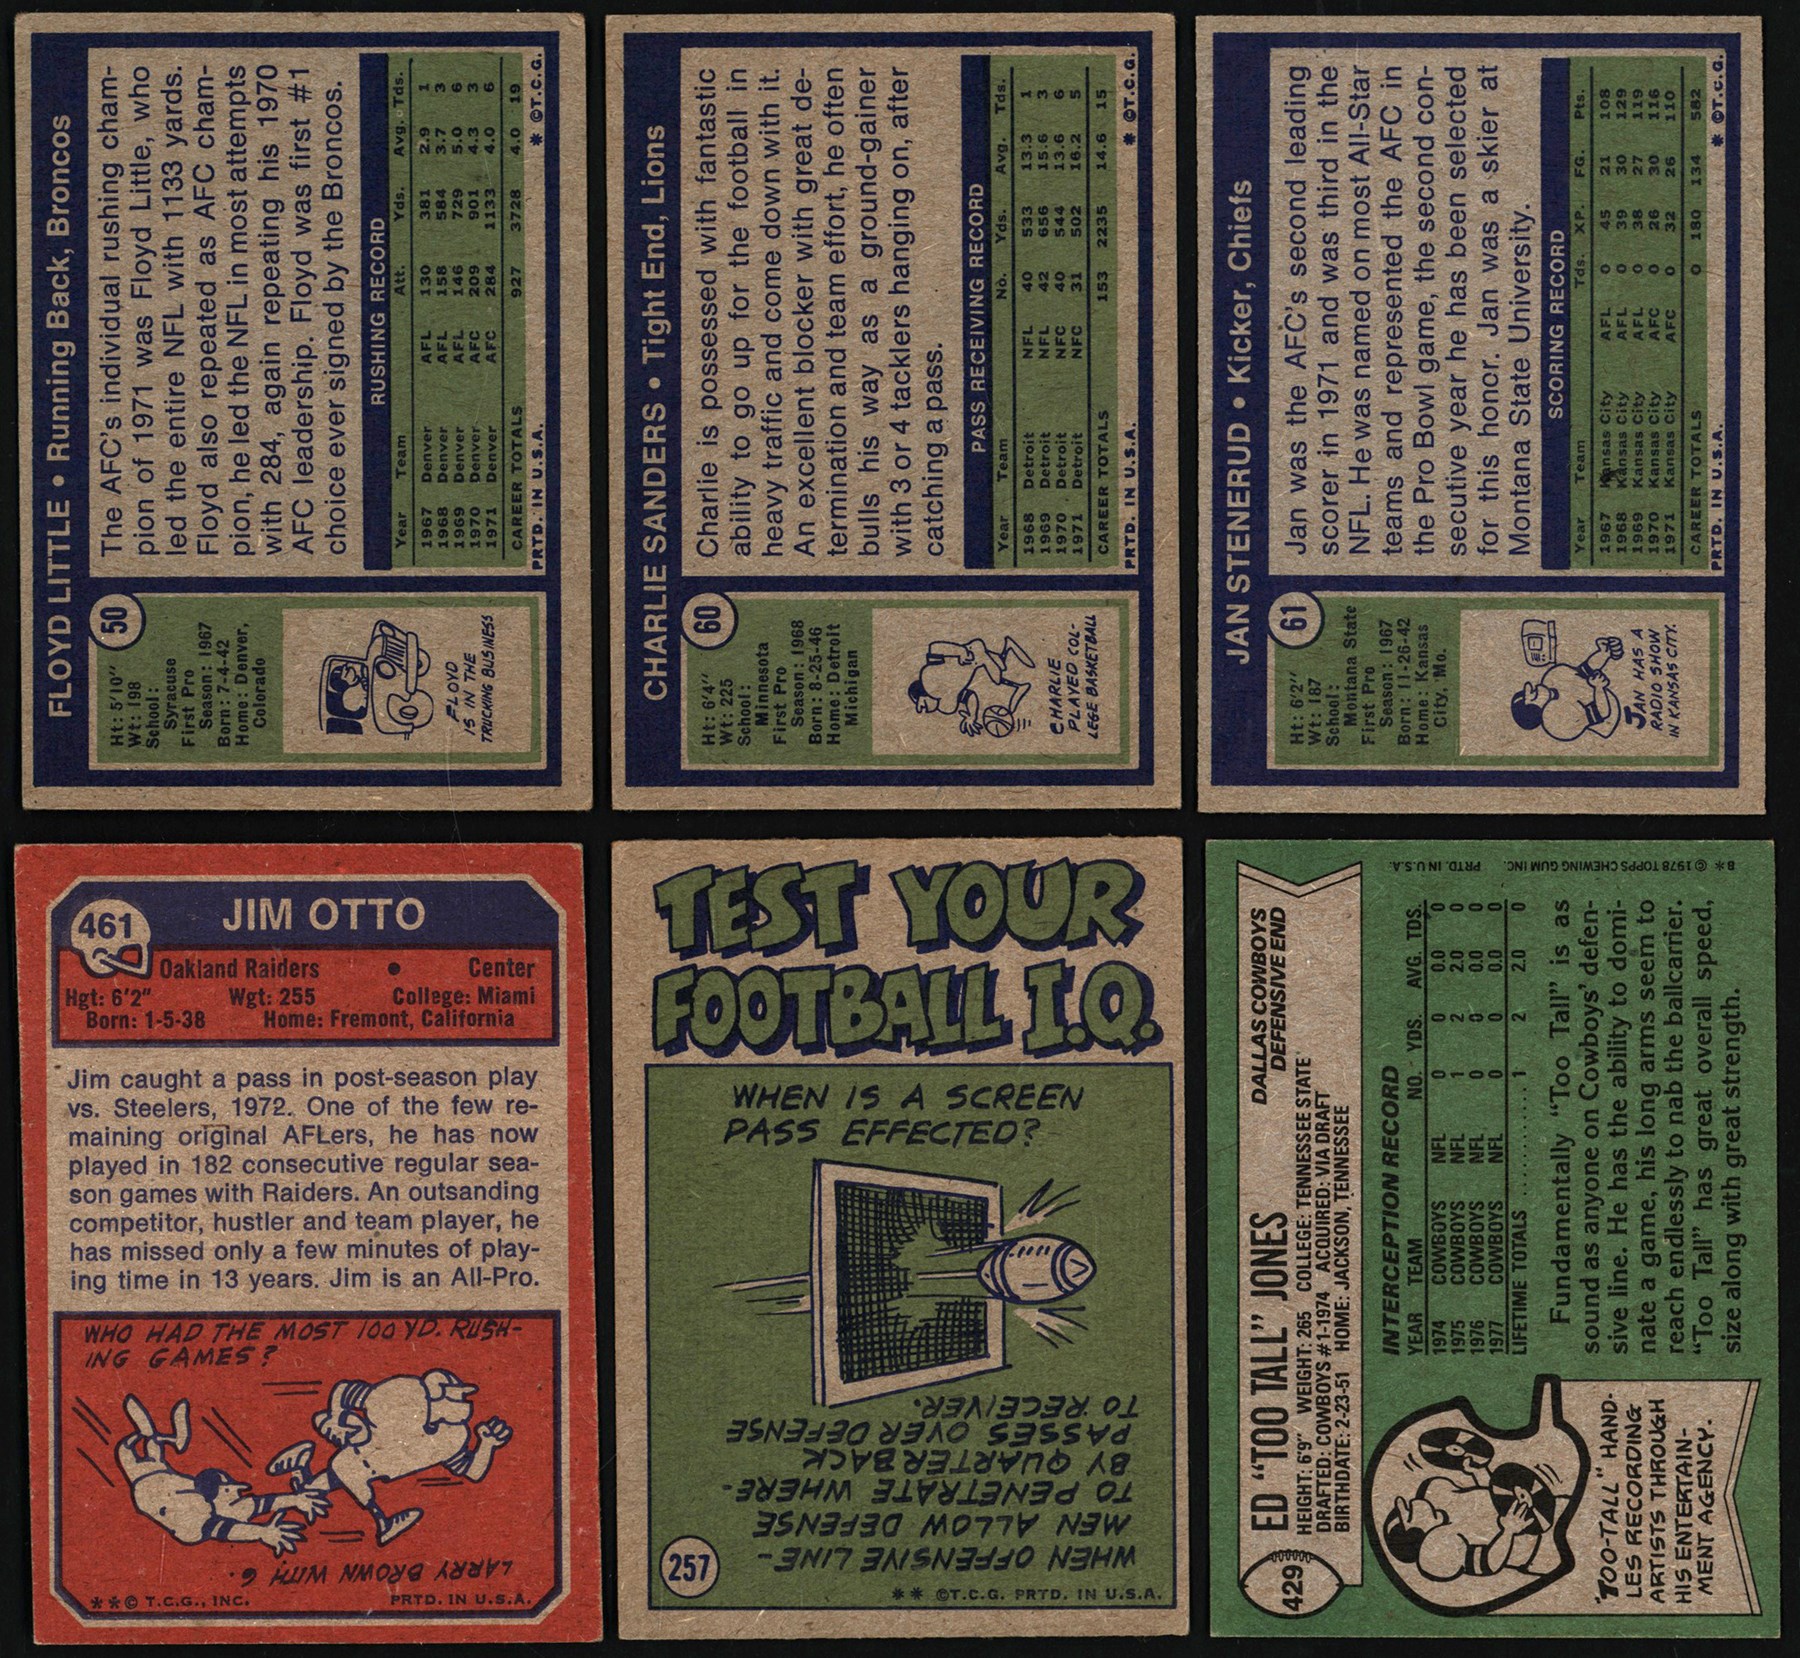 FLOYD LITTLE • Running Back, Broncos
50
Ht: 5'10"
Wt: 198
School:
Syracuse
First Pro
Season: 1967
Born: 7-4-42
Home: Denver,
Colorado
FLOYD
IS IN THE
TRUCKING BUSINESS
The AFC's individual rushing cham-
pion of 1971 was Floyd Little, who
led the entire NFL with 1133 yards.
Floyd also repeated as AFC cham-
pion, he led the NFL in most attempts
with 284, again repeating his 1970
AFC leadership. Floyd was first #1
choice ever signed by the Broncos.
RUSHING RECORD
Year Team Att. Yds. Avg. Tds.
1967 Denver AFL 130 381 2.9 1
1968 Denver AFL 158 584 3.7 3
1969 Denver AFL 146 729 5.0 6
1970 Denver AFC 209 901 4.3 3
1971 Denver AFC 284 1133 4.0 6
CAREER TOTALS 927 3728 4.0 19
PRTD. IN U.S.A. * ©T.C.G.
CHARLIE SANDERS • Tight End, Lions
60
Ht: 6'4"
Wt: 225
School:
Minnesota
First Pro
Season: 1968
Born: 8-25-46
Home: Detroit
Michigan
CHARLIE
PLAYED COL-
LEGE BASKETBALL
Charlie is possessed with fantastic
ability to go up for the football in
heavy traffic and come down with it.
An excellent blocker with great de-
termination and team effort, he often
bulls his way as a ground-gainer
with 3 or 4 tacklers hanging on, after
catching a pass.
PASS RECEIVING RECORD
Year Team No. Yds. Avg. Tds.
1968 Detroit NFL 40 533 13.3 1
1969 Detroit NFL 42 656 15.6 3
1970 Detroit NFC 40 544 13.6 6
1971 Detroit NFC 31 502 16.2 5
CAREER TOTALS 153 2235 14.6 15
PRTD. IN U.S.A. * ©T.C.G.
JAN STENERUD • Kicker, Chiefs
61
Ht: 6'2"
Wt: 187
School:
Montana State
First Pro
Season: 1967
Born: 11-26-42
Home: Kansas
City, Mo.
JAN HAS A
RADIO SHOW
IN KANSAS CITY.
Jan was the AFC's second leading
scorer in 1971 and was third in the
NFL. He was named on most All-Star
teams and represented the AFC in
the Pro Bowl game, the second con-
secutive year he has been selected
for this honor. Jan was a skier at
Montana State University.
SCORING RECORD
Year Team Tds. XP. FG. Pts.
1967 Kansas City AFL 0 45 21 108
1968 Kansas City AFL 0 39 30 129
1969 Kansas City AFL 0 38 27 119
1970 Kansas City AFC 0 26 30 116
1971 Kansas City AFC 0 32 26 110
CAREER TOTALS 0 180 134 582
PRTD. IN U.S.A. * ©T.C.G.
461
JIM OTTO
Oakland Raiders • Center
Hgt: 6'2" Wgt: 255 College: Miami
Born: 1-5-38 Home: Fremont, California
Jim caught a pass in post-season play
vs. Steelers, 1972. One of the few re-
maining original AFLers, he has now
played in 182 consecutive regular sea-
son games with Raiders. An outsanding
competitor, hustler and team player, he
has missed only a few minutes of play-
ing time in 13 years. Jim is an All-Pro.
WHO HAD THE MOST 100 YD. RUSH-
ING GAMES?
LARRY BROWN WITH 6.
**© T.C.G., INC. PRTD. IN U.S.A.
TEST YOUR
FOOTBALL I.Q.
WHEN IS A SCREEN
PASS EFFECTED?
WHEN OFFENSIVE LINE-
MEN ALLOW DEFENSE
TO PENETRATE WHERE-
BY QUARTERBACK
PASSES OVER DEFENSE
TO RECEIVER.
257
** ©T.C.G. PRTD. IN U.S.A.
429
ED "TOO TALL" JONES
DALLAS COWBOYS
DEFENSIVE END
HEIGHT: 6'9" WEIGHT: 265 COLLEGE: TENNESSEE STATE
DRAFTED: COWBOYS #1-1974 ACQUIRED: VIA DRAFT
BIRTHDATE: 2-23-51 HOME: JACKSON, TENNESSEE
INTERCEPTION RECORD
YEAR TEAM NO. YDS. AVG. TDS.
1974 COWBOYS NFL 0 0 0.0 0
1975 COWBOYS NFL 1 2 2.0 0
1976 COWBOYS NFL 0 0 0.0 0
1977 COWBOYS NFL 0 0 0.0 0
LIFETIME TOTALS 1 2 2.0 0
Fundamentally "Too Tall" is as
sound as anyone on Cowboys' defen-
sive line. He has the ability to domi-
nate a game, his long arms seem to
reach endlessly to nab the ballcarrier.
"Too Tall" has great overall speed,
size along with great strength.
"TOO-TALL" HAND-
LES RECORDING
ARTISTS THROUGH
HIS ENTERTAIN-
MENT AGENCY.
B* © 1978 TOPPS CHEWING GUM INC. PRTD. IN U.S.A.